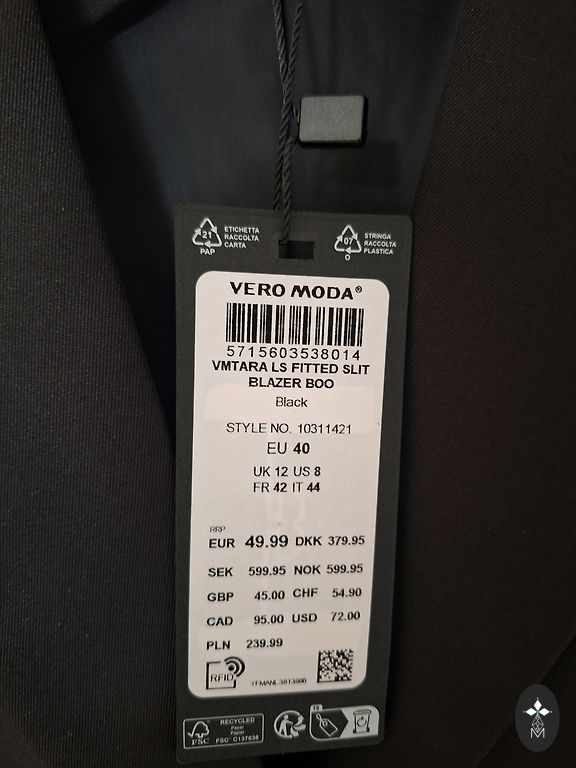 21
PAP
ETICHETTA
RACCOLTA
CARTA
07
O
STRINGA
RACCOLTA
PLASTICA
VERO MODA®
5715603538014
VMTARA LS FITTED SLIT
BLAZER BOO
Black
STYLE NO. 10311421
EU 40
UK 12 US 8
FR 42 IT 44
RRP
EUR 49.99 DKK 379.95
SEK 599.95 NOK 599.95
GBP 45.00 CHF 54.90
CAD 95.00 USD 72.00
PLN 239.99
RFID
FSC
RECYCLED
Paper
FSC® C137638
M